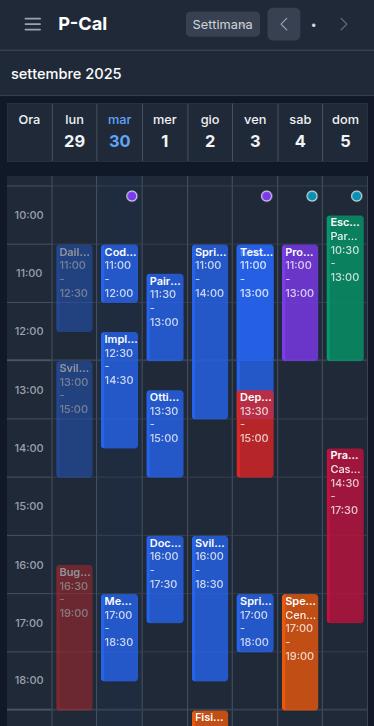 P-Cal
Settimana
settembre 2025
Ora
lun
29
mar
30
mer
1
gio
2
ven
3
sab
4
dom
5
10:00
11:00
12:00
13:00
14:00
15:00
16:00
17:00
18:00
Dail...
11:00
-
12:30
Svil...
13:00
-
15:00
Bug...
16:30
-
19:00
Cod...
11:00
-
12:00
Impl...
12:30
-
14:30
Me...
17:00
-
18:30
Pair...
11:30
-
13:00
Otti...
13:30
-
15:00
Doc...
16:00
-
17:30
Spri...
11:00
-
14:00
Svil...
16:00
-
18:30
Fisi...
Test...
11:00
-
13:00
Dep...
13:30
-
15:00
Spri...
17:00
-
18:00
Pro...
11:00
-
13:00
Spe...
Cen...
17:00
-
19:00
Esc...
Par...
10:30
-
13:00
Pra...
Cas...
14:30
-
17:30